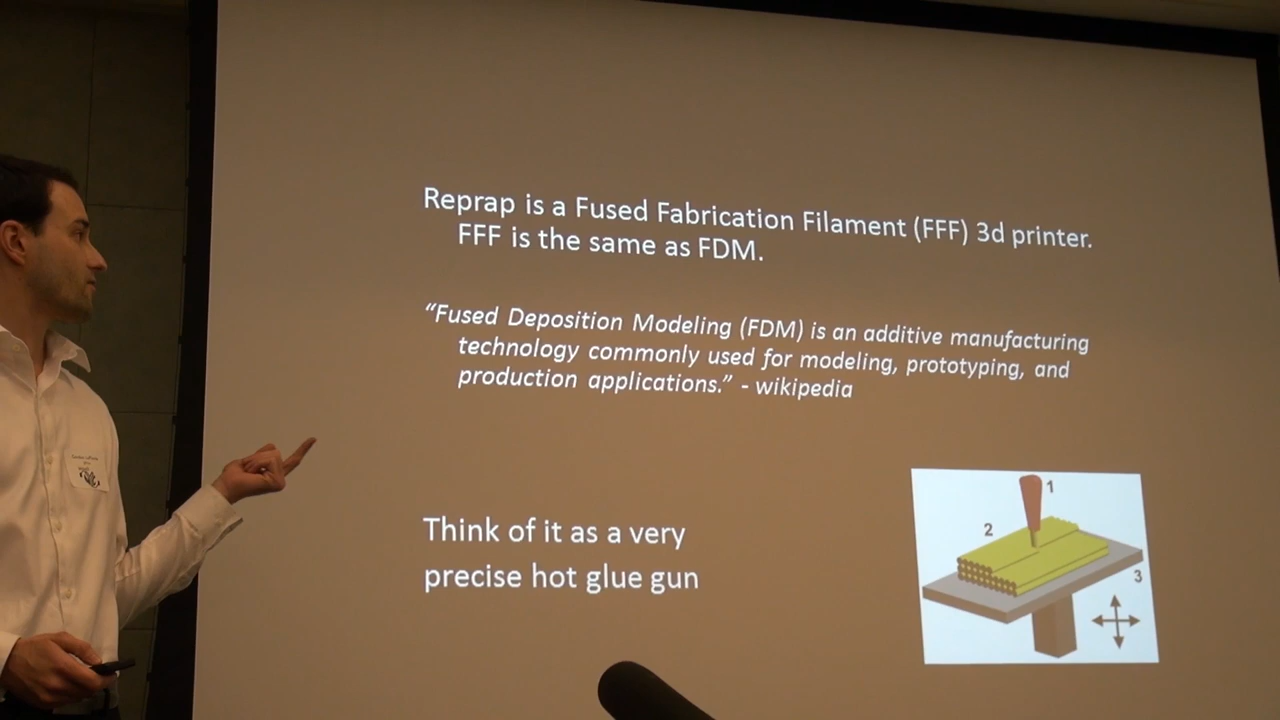 Reprap is a Fused Fabrication Filament (FFF) 3d printer.
FFF is the same as FDM.
“Fused Deposition Modeling (FDM) is an additive manufacturing
technology commonly used for modeling, prototyping, and
production applications.” - wikipedia
Think of it as a very
precise hot glue gun
1
2
3